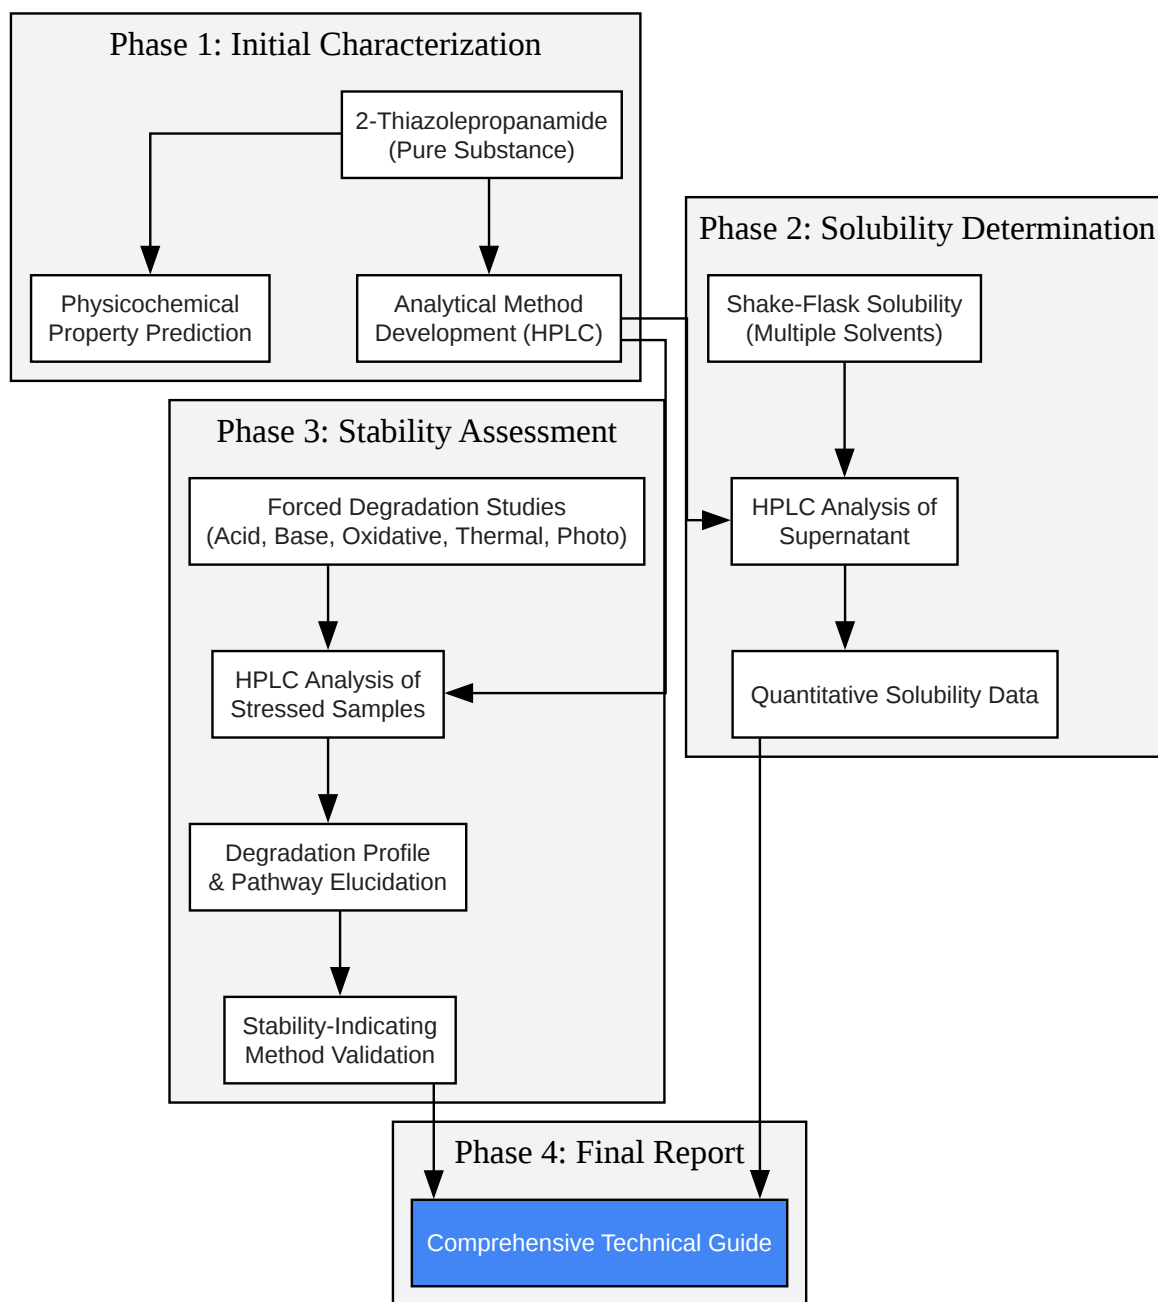 Phase 1: Initial Characterization
2-Thiazolepropanamide
(Pure Substance)
Physicochemical
Property Prediction
Analytical Method
Development (HPLC)
Phase 2: Solubility Determination
Shake-Flask Solubility
(Multiple Solvents)
HPLC Analysis of
Supernatant
Quantitative Solubility Data
Phase 3: Stability Assessment
Forced Degradation Studies
(Acid, Base, Oxidative, Thermal, Photo)
HPLC Analysis of
Stressed Samples
Degradation Profile
& Pathway Elucidation
Stability-Indicating
Method Validation
Phase 4: Final Report
Comprehensive Technical Guide